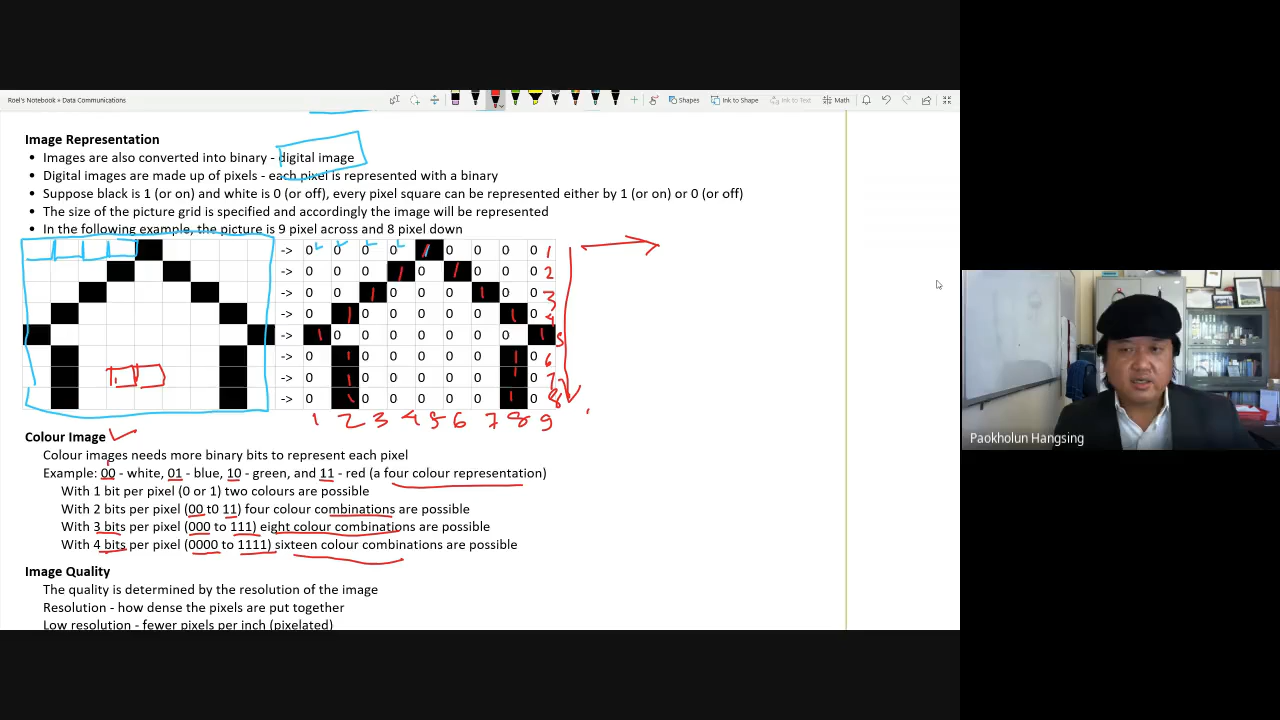 Roel's Notebook » Data Communications
Shapes Ink to Shape Ink to Text Math
Image Representation
• Images are also converted into binary - digital image
• Digital images are made up of pixels - each pixel is represented with a binary
• Suppose black is 1 (or on) and white is 0 (or off), every pixel square can be represented either by 1 (or on) or 0 (or off)
• The size of the picture grid is specified and accordingly the image will be represented
• In the following example, the picture is 9 pixel across and 8 pixel down
-> 0 0 0 0 1 0 0 0 0 1
-> 0 0 0 1 0 1 0 0 0 2
-> 0 0 1 0 0 0 1 0 0 3
-> 0 1 0 0 0 0 0 1 0 4
-> 1 0 0 0 0 0 0 0 1 5
-> 0 1 0 0 0 0 0 1 0 6
-> 0 1 0 0 0 0 0 1 0 7
-> 0 1 0 0 0 0 0 1 0 8
1 2 3 4 5 6 7 8 9
Colour Image
Colour images needs more binary bits to represent each pixel
Example: 00 - white, 01 - blue, 10 - green, and 11 - red (a four colour representation)
With 1 bit per pixel (0 or 1) two colours are possible
With 2 bits per pixel (00 t0 11) four colour combinations are possible
With 3 bits per pixel (000 to 111) eight colour combinations are possible
With 4 bits per pixel (0000 to 1111) sixteen colour combinations are possible
Image Quality
The quality is determined by the resolution of the image
Resolution - how dense the pixels are put together
Low resolution - fewer pixels per inch (pixelated)
Paokholun Hangsing